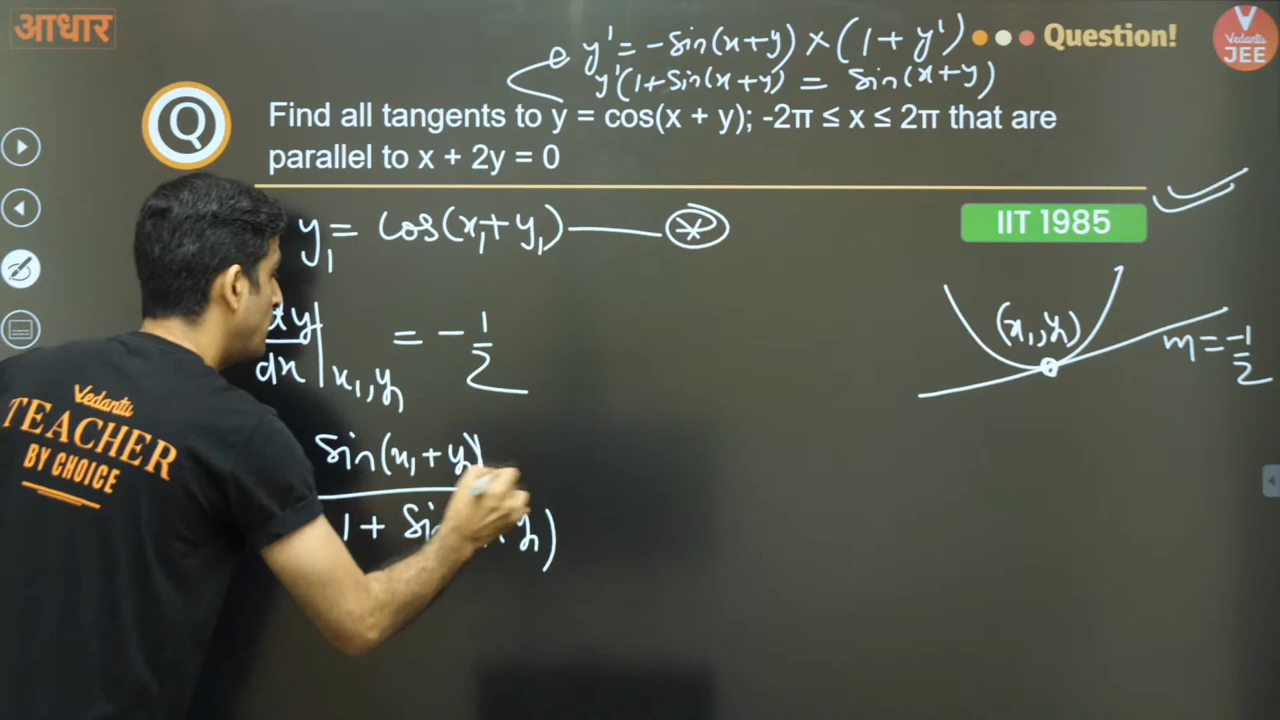 आधार
y' = -sin(x+y) × (1 + y')
y'(1+sin(x+y) = sin(x+y)
Question!
Vedantu
JEE
Q
Find all tangents to y = cos(x + y); -2π ≤ x ≤ 2π that are
parallel to x + 2y = 0
IIT 1985
y₁ = cos(x₁+y₁)
dy/dx | x₁, y₁ = -1/2
(x₁, y₁)
m = -1/2
sin(x₁ + y₁)
1 + Si y₁)
Vedantu
TEACHER
BY CHOICE